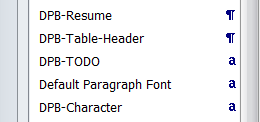 DPB-Resume ¶
DPB-Table-Header ¶
DPB-TODO a
Default Paragraph Font a
DPB-Character a